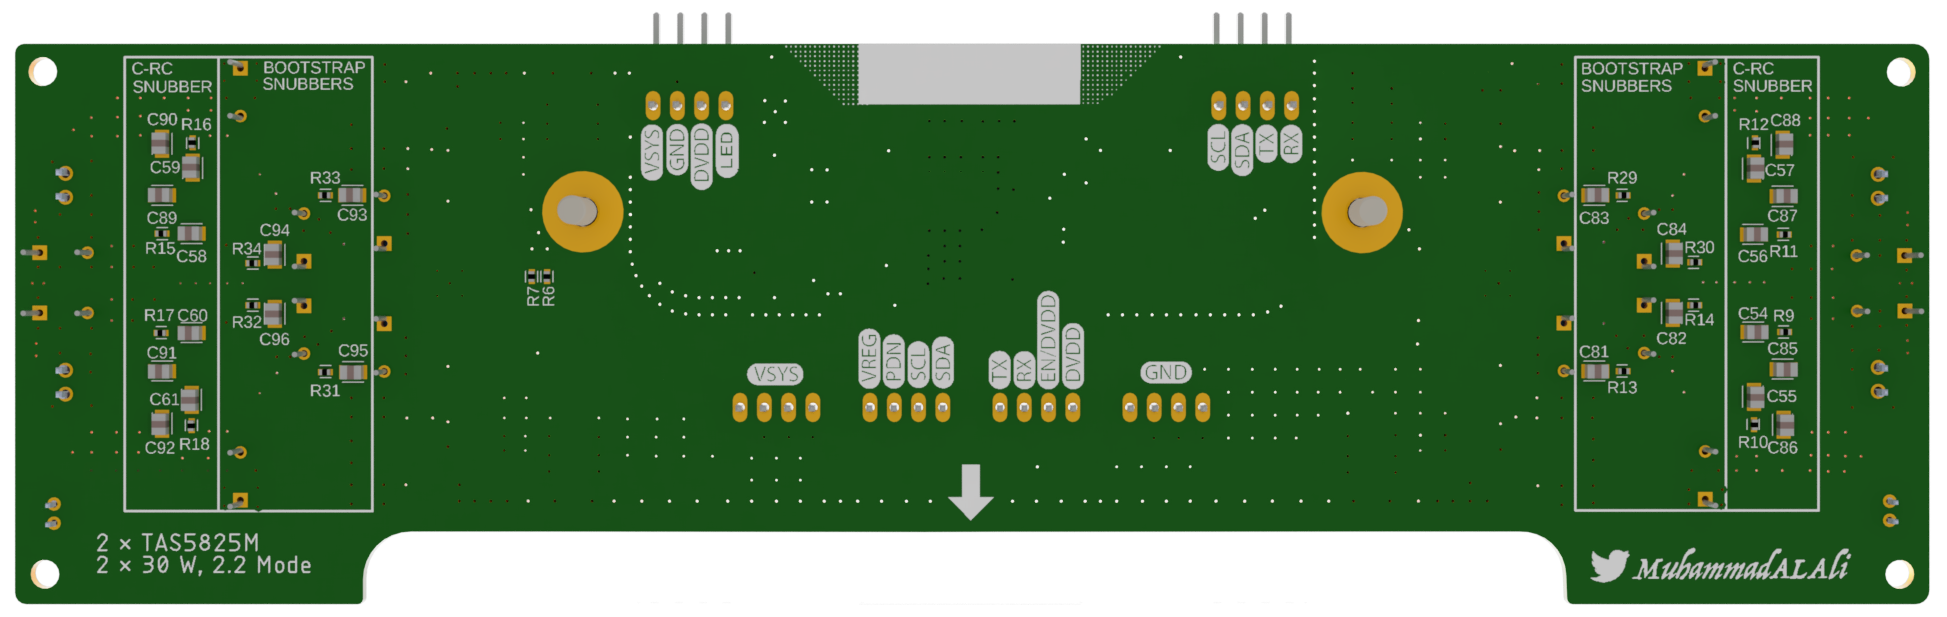 C-RC
SNUBBER
BOOTSTRAP
SNUBBERS
C90
R16
C59
C89
R15
C58
R17
C60
C91
C61
C92
R18
R33
C93
C94
R34
R32
C96
C95
R31
VSYS
GND
DVDD
LED
SCL
SDA
TX
RX
R7
R6
VSYS
VREG
PDN
SCL
SDA
TX
RX
EN/DVDD
DVDD
GND
BOOTSTRAP
SNUBBERS
C-RC
SNUBBER
R29
C83
C84
R30
R14
C82
C81
R13
R12
C88
C57
C87
C56
R11
C54
R9
C85
C55
R10
C86
2 × TAS5825M
2 × 30 W, 2.2 Mode
MuhammadALAli